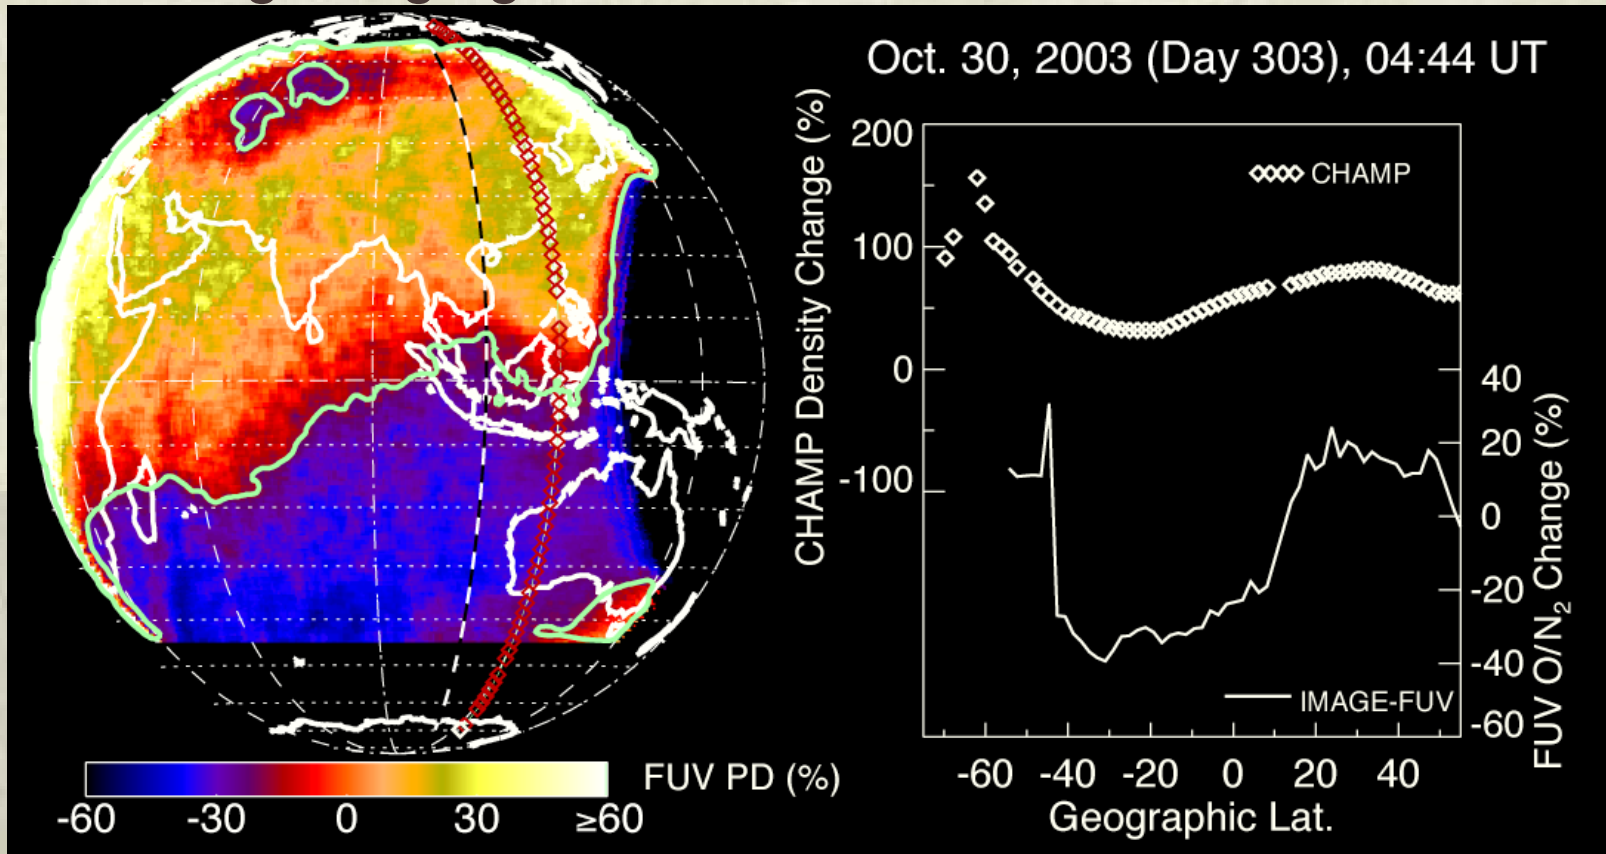 Oct. 30, 2003 (Day 303), 04:44 UT
CHAMP Density Change (%)
200
100
0
-100
CHAMP
40
20
0
-20
-40
-60
FUV O/N₂ Change (%)
IMAGE-FUV
-60 -40 -20 0 20 40
Geographic Lat.
FUV PD (%)
-60 -30 0 30 ≥60